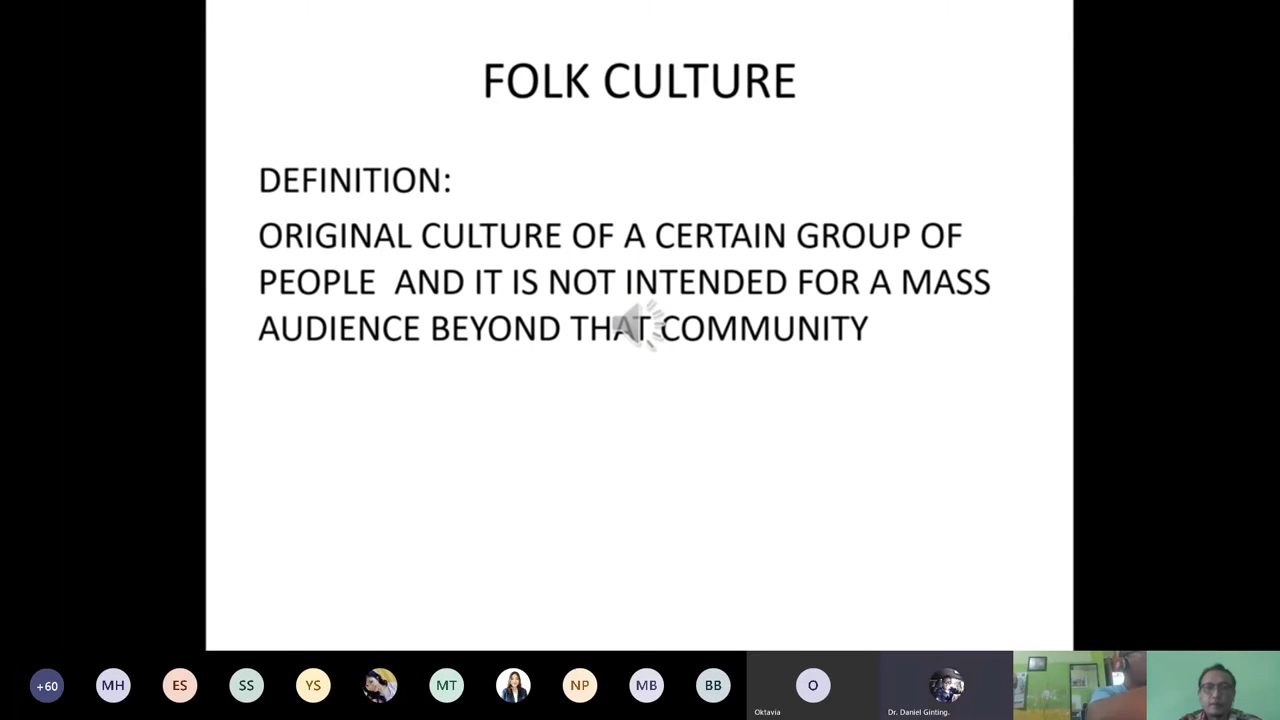 FOLK CULTURE
DEFINITION:
ORIGINAL CULTURE OF A CERTAIN GROUP OF
PEOPLE AND IT IS NOT INTENDED FOR A MASS
AUDIENCE BEYOND THAT COMMUNITY
+60 MH ES SS YS MT NP MB BB O
Oktavia Dr. Daniel Ginting.